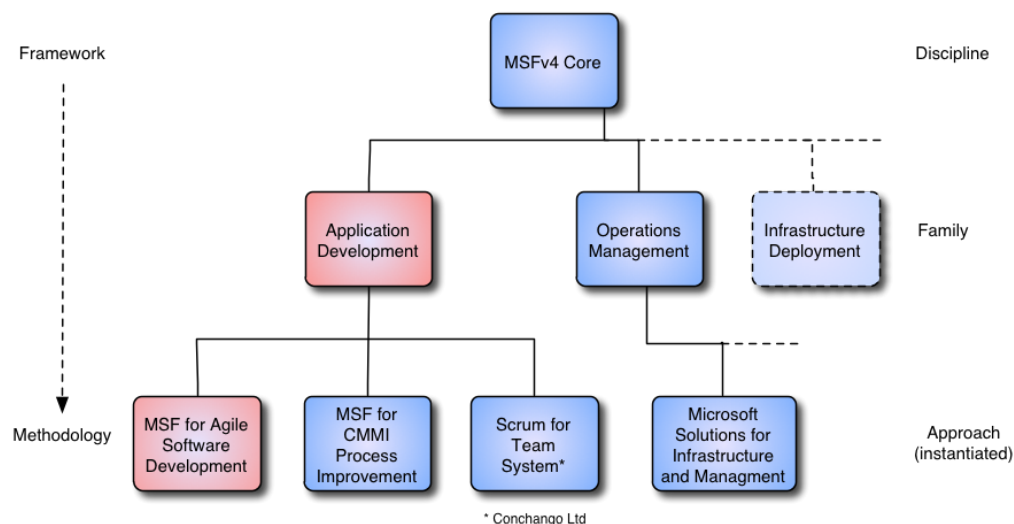 Framework
MSFv4 Core
Discipline
Application
Development
Operations
Management
Infrastructure
Deployment
Family
Methodology
MSF for Agile
Software
Development
MSF for
CMMI
Process
Improvement
Scrum for
Team
System*
Microsoft
Solutions for
Infrastructure
and Managment
Approach
(instantiated)
* Conchango Ltd